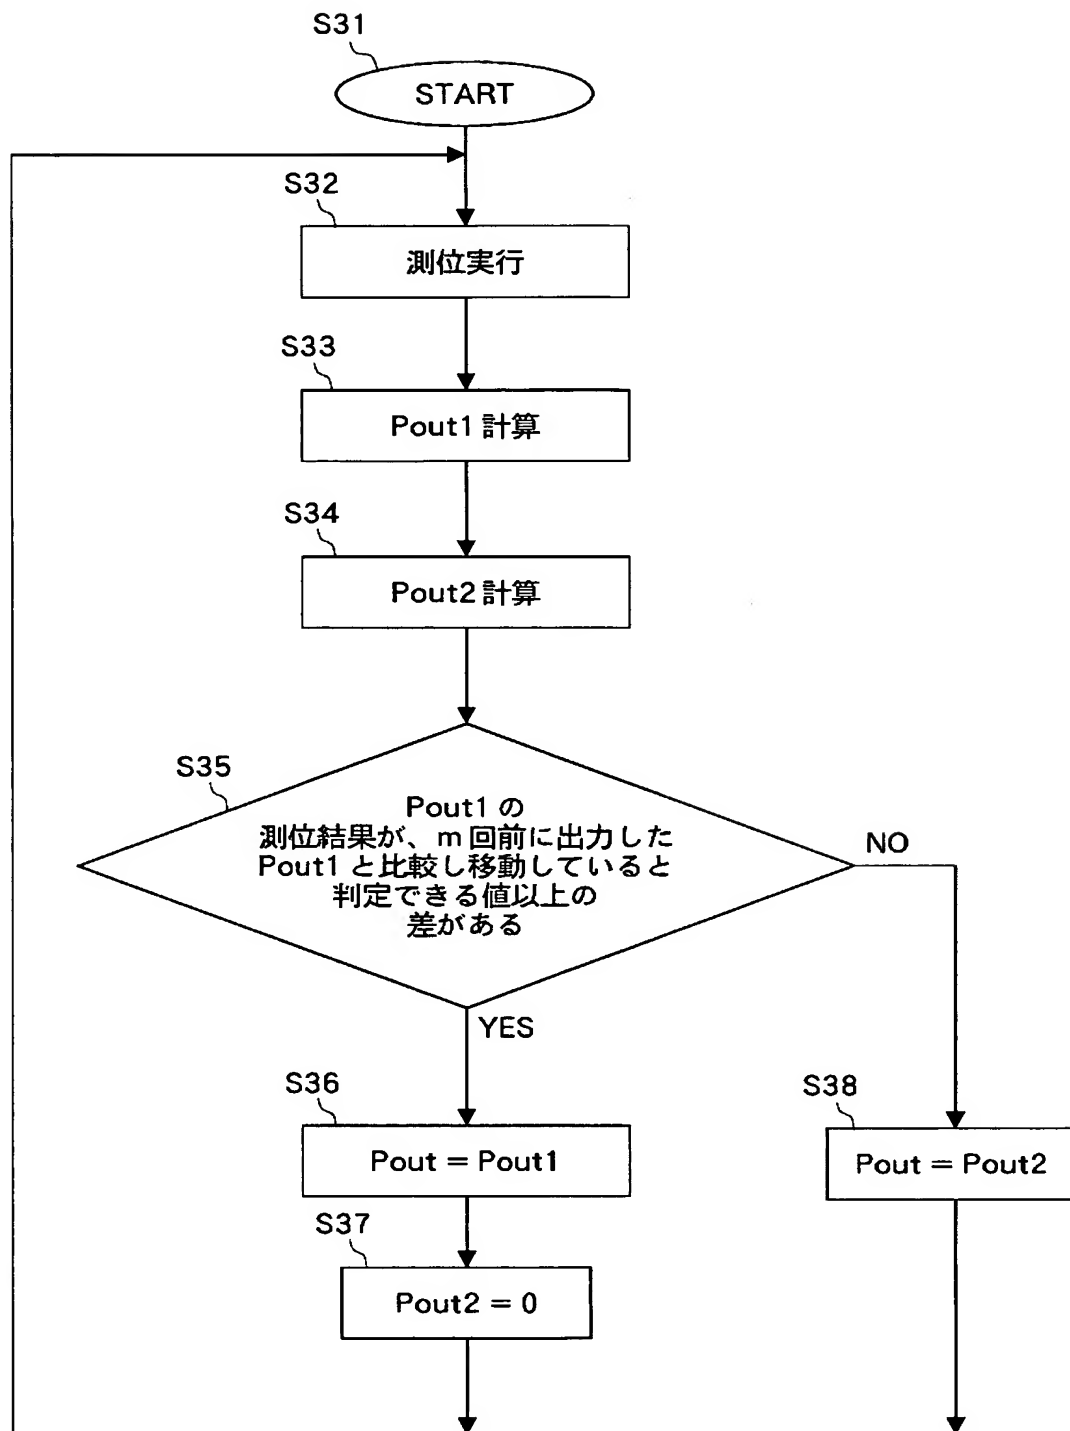 S31
START
S32
測位実行
S33
Pout1 計算
S34
Pout2 計算
S35
Pout1 の
測位結果が、m 回前に出力した
Pout1 と比較し移動していると
判定できる値以上の
差がある
NO
YES
S36
Pout = Pout1
S38
Pout = Pout2
S37
Pout2 = 0